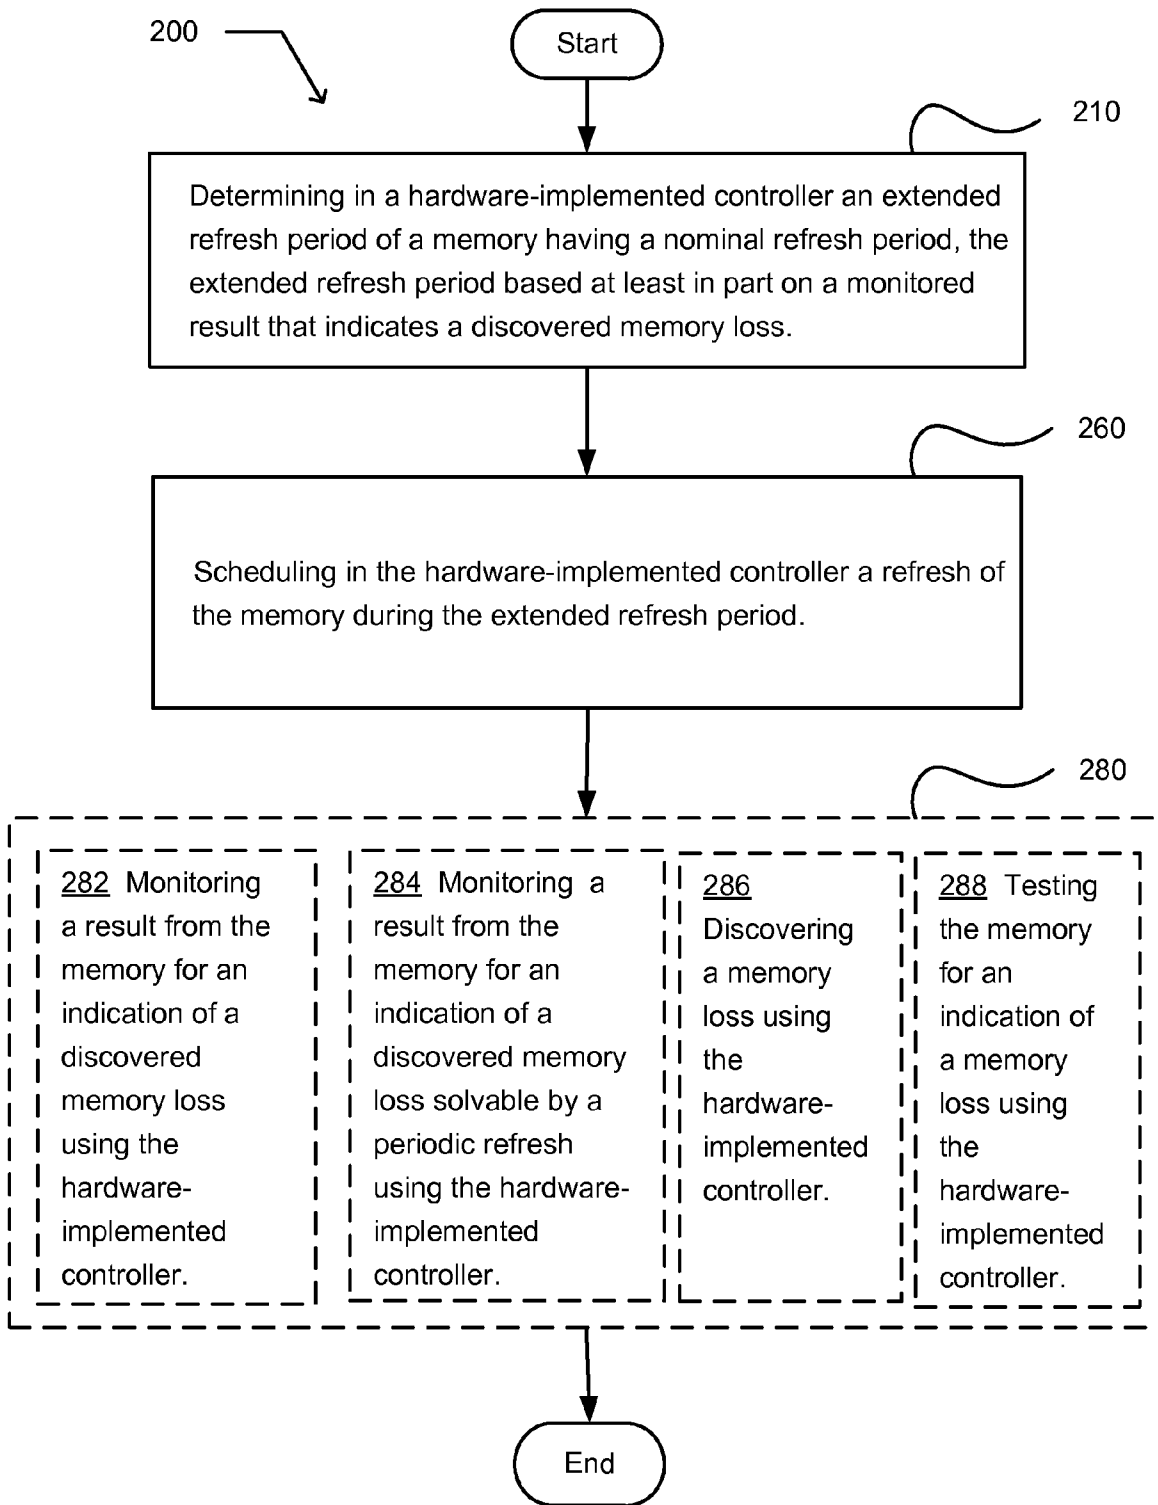 200
Start
210
Determining in a hardware-implemented controller an extended
refresh period of a memory having a nominal refresh period, the
extended refresh period based at least in part on a monitored
result that indicates a discovered memory loss.
260
Scheduling in the hardware-implemented controller a refresh of
the memory during the extended refresh period.
280
282 Monitoring
a result from the
memory for an
indication of a
discovered
memory loss
using the
hardware-
implemented
controller.
284 Monitoring a
result from the
memory for an
indication of a
discovered memory
loss solvable by a
periodic refresh
using the hardware-
implemented
controller.
286
Discovering
a memory
loss using
the
hardware-
implemented
controller.
288 Testing
the memory
for an
indication of
a memory
loss using
the
hardware-
implemented
controller.
End